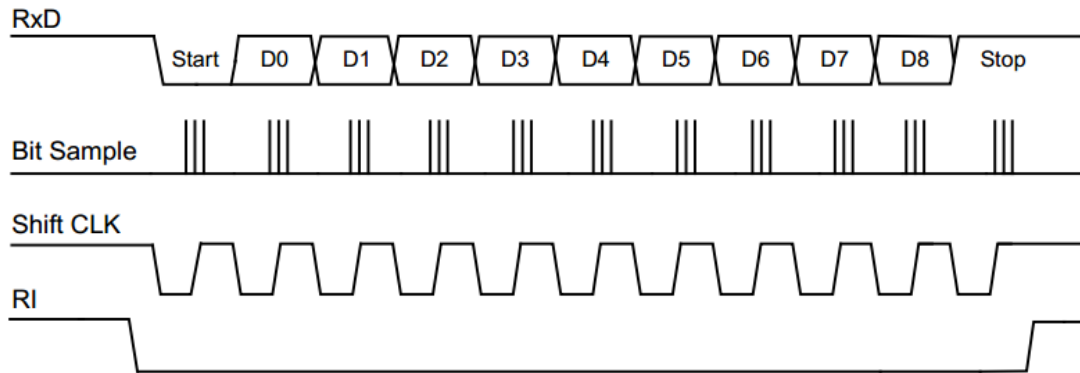 RxD
Start D0 D1 D2 D3 D4 D5 D6 D7 D8 Stop
Bit Sample
Shift CLK
RI